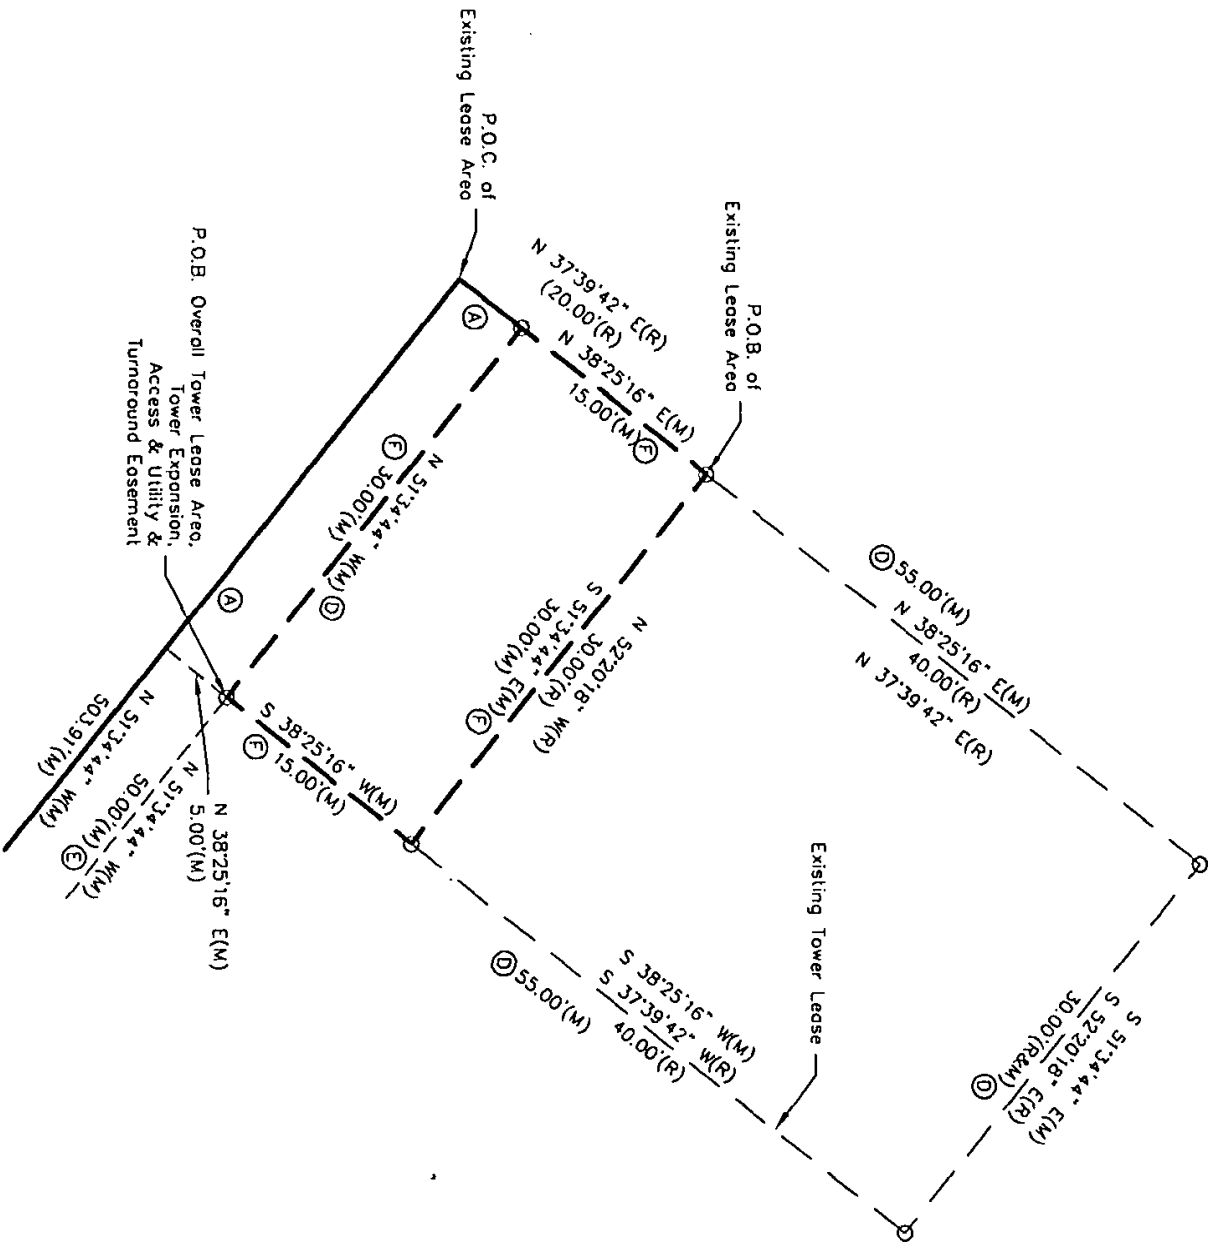 P.O.C. of
Existing Lease Area
P.O.B. of
Existing Lease Area
N 37°39'42" E(R)
(20.00'(R)
N 38°25'16" E(M)
15.00'(M) F
A
D 55.00'(M)
N 38°25'16" E(M)
40.00'(R)
N 37°39'42" E(R)
S 51°34'44" E(M)
S 52°20'18" E(R)
30.00'(R&M)
D
N 52°20'18" W(R)
30.00'(R)
S 51°34'44" E(M)
30.00'(M)
F
N 51°34'44" W(M) D
F 30.00'(M)
P.O.B. Overall Tower Lease Area,
Tower Expansion,
Access & Utility &
Turnaround Easement
A
S 38°25'16" W(M)
F 15.00'(M)
N 38°25'16" E(M)
5.00'(M)
N 51°34'44" W(M)
50.00'(M) E
N 51°34'44" W(M)
503.91'(M)
Existing Tower Lease
S 38°25'16" W(M)
S 37°39'42" W(R)
40.00'(R)
D 55.00'(M)